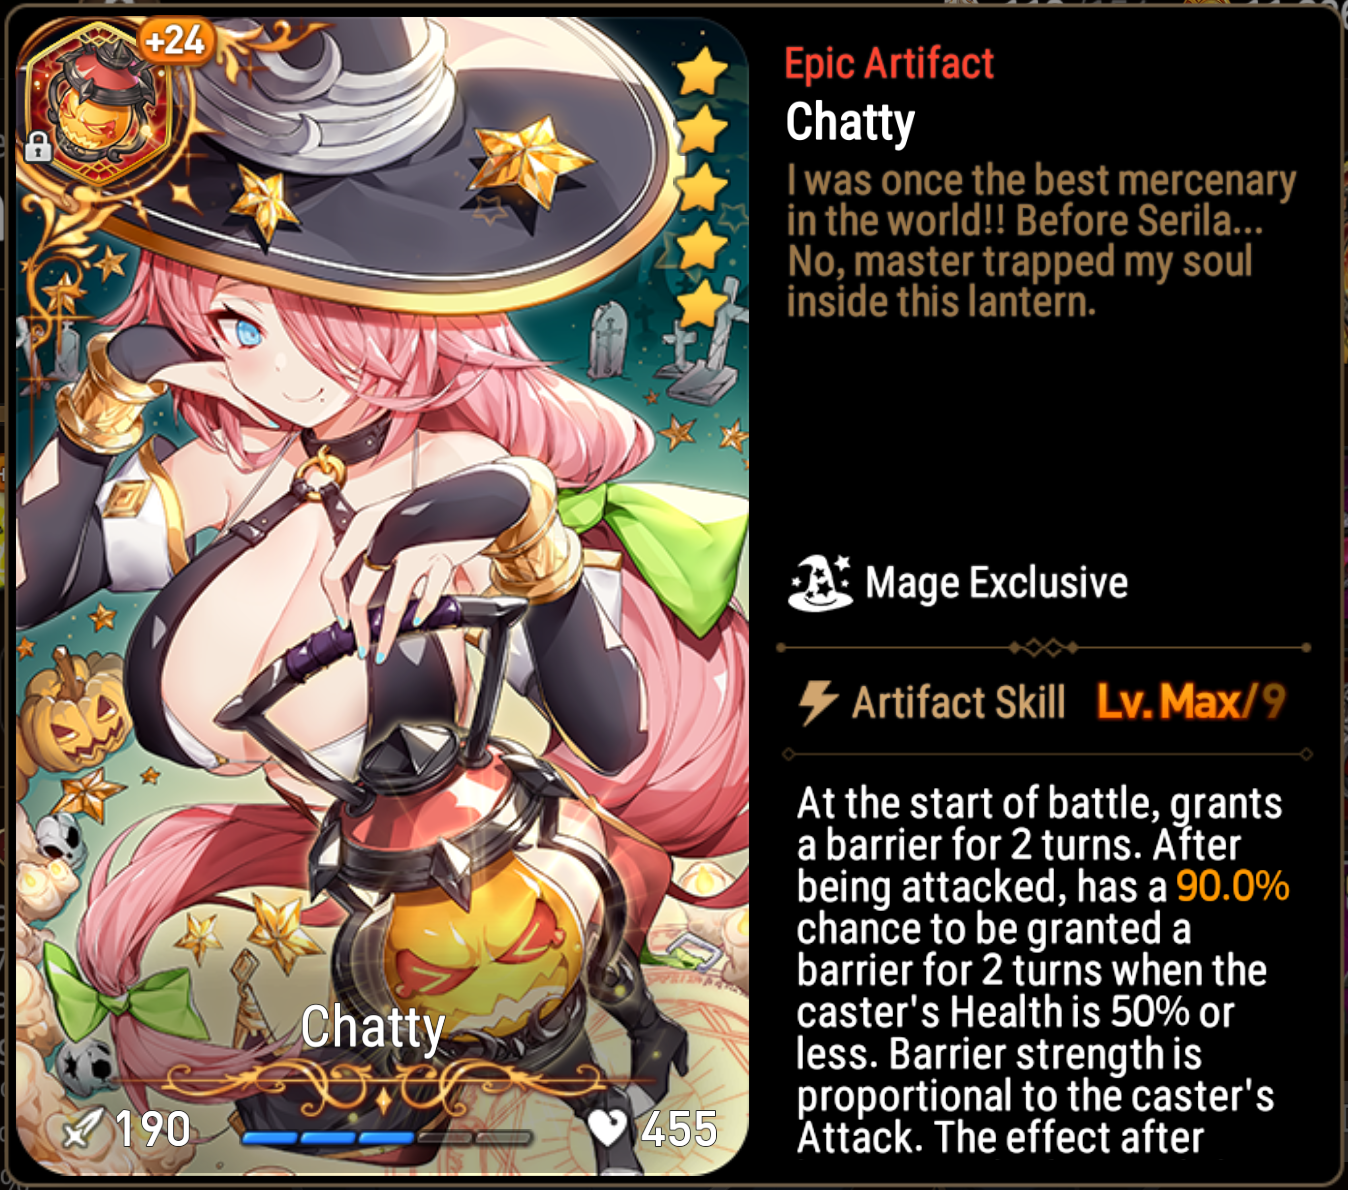 +24
Epic Artifact
Chatty
I was once the best mercenary
in the world!! Before Serila...
No, master trapped my soul
inside this lantern.
Mage Exclusive
Artifact Skill Lv. Max/9
At the start of battle, grants
a barrier for 2 turns. After
being attacked, has a 90.0%
chance to be granted a
barrier for 2 turns when the
caster's Health is 50% or
less. Barrier strength is
proportional to the caster's
Attack. The effect after
Chatty
190
455